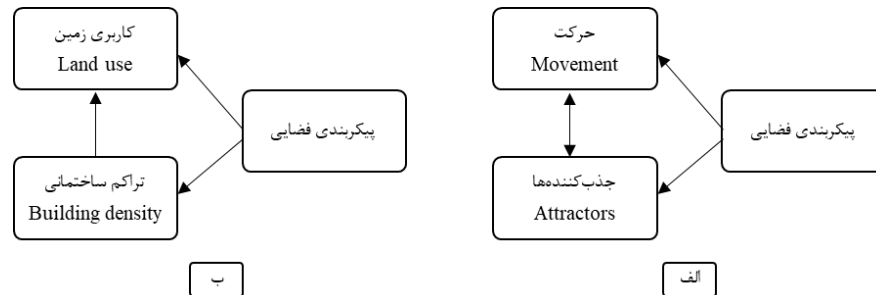 حرکت
Movement
پیکربندی فضایی
جذب‌کننده‌ها
Attractors
الف
کاربری زمین
Land use
پیکربندی فضایی
تراکم ساختمانی
Building density
ب